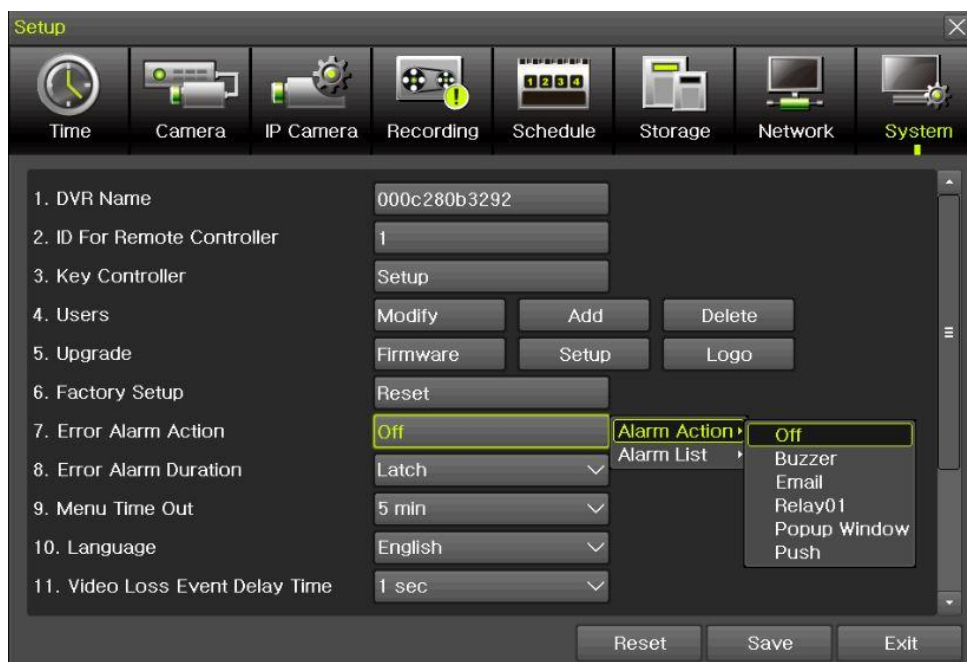 Setup
Time Camera IP Camera Recording 1234 Schedule Storage Network System
1. DVR Name 000c280b3292
2. ID For Remote Controller 1
3. Key Controller Setup
4. Users Modify Add Delete
5. Upgrade Firmware Setup Logo
6. Factory Setup Reset
7. Error Alarm Action Off Alarm Action Off
8. Error Alarm Duration Latch Alarm List Buzzer
Email
9. Menu Time Out 5 min Relay01
Popup Window
10. Language English Push
11. Video Loss Event Delay Time 1 sec
Reset Save Exit